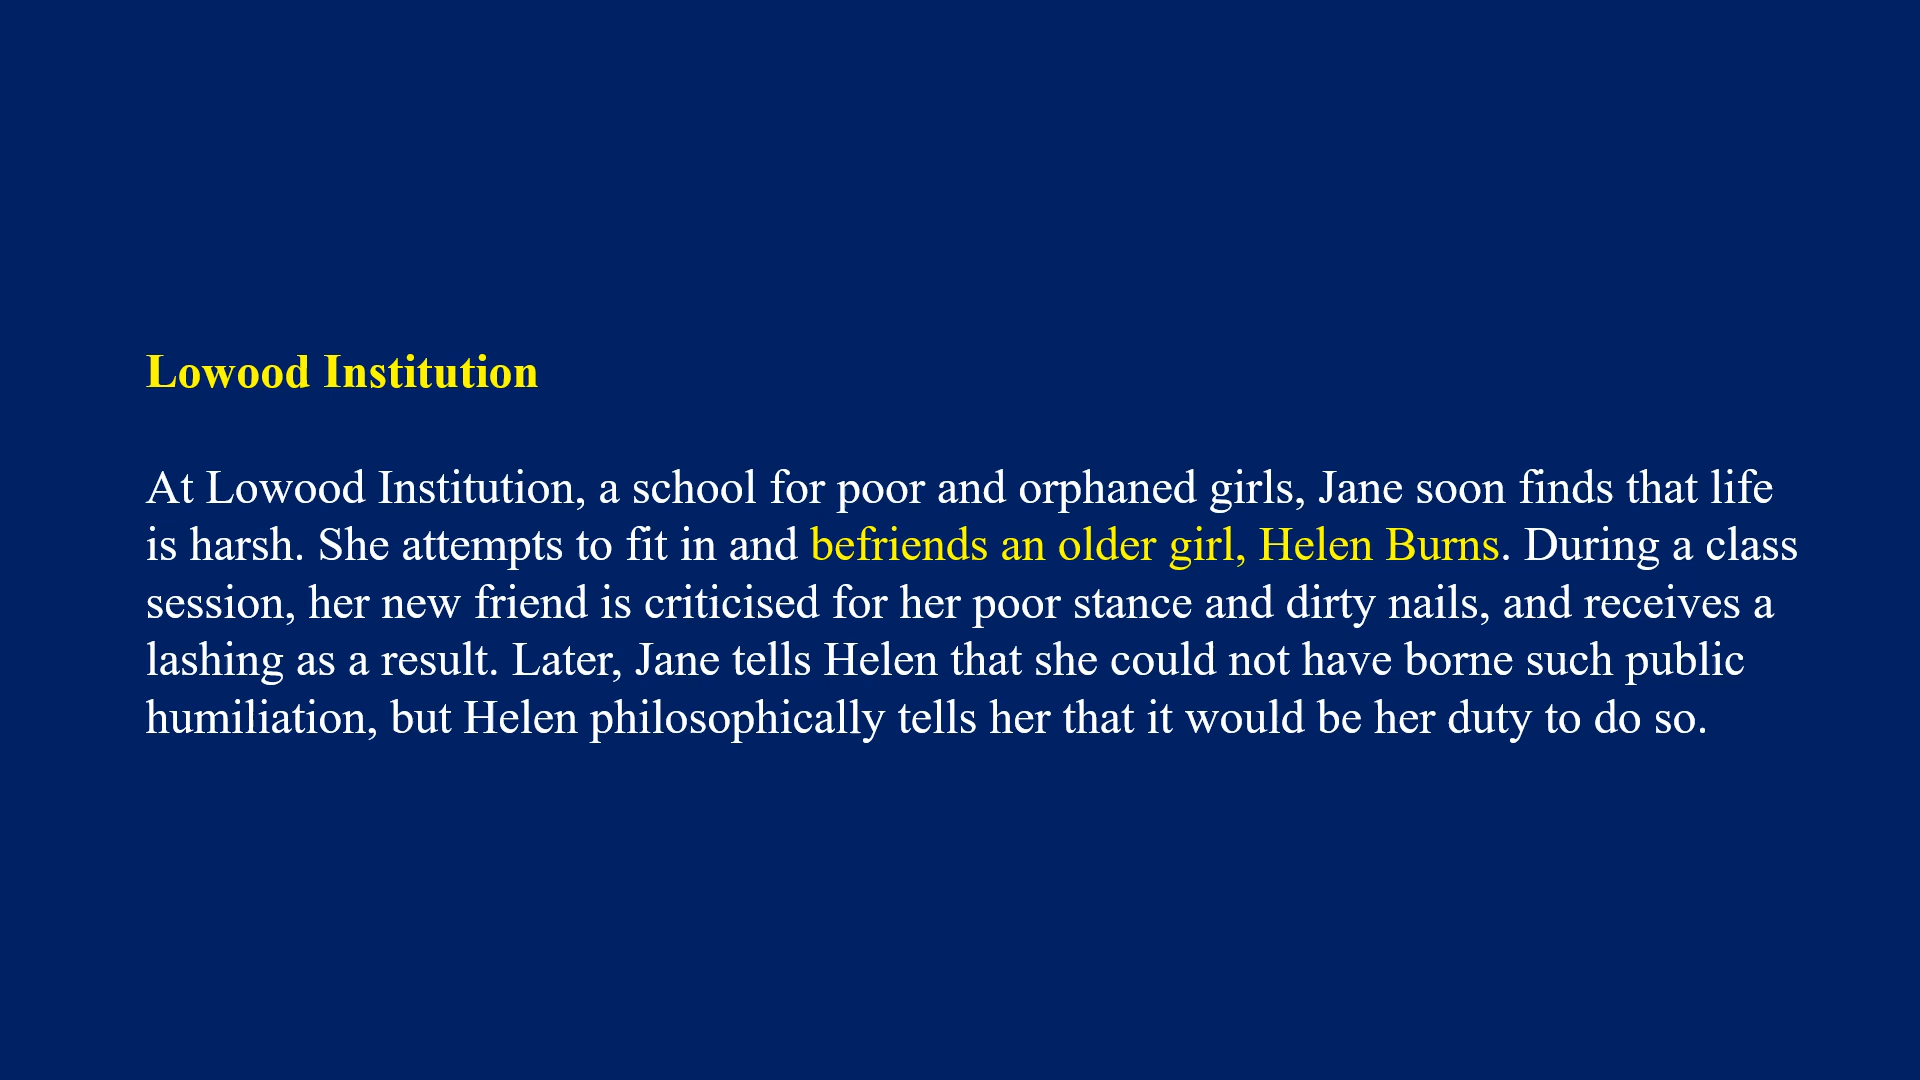 Lowood Institution
At Lowood Institution, a school for poor and orphaned girls, Jane soon finds that life
is harsh. She attempts to fit in and befriends an older girl, Helen Burns. During a class
session, her new friend is criticised for her poor stance and dirty nails, and receives a
lashing as a result. Later, Jane tells Helen that she could not have borne such public
humiliation, but Helen philosophically tells her that it would be her duty to do so.